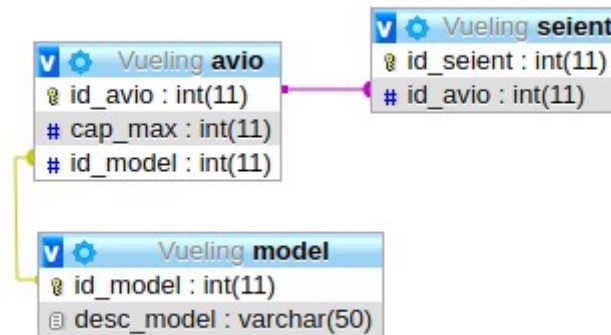 Vueling avio
id_avio : int(11)
# cap_max : int(11)
# id_model : int(11)
Vueling seient
id_seient : int(11)
# id_avio : int(11)
Vueling model
id_model : int(11)
desc_model : varchar(50)